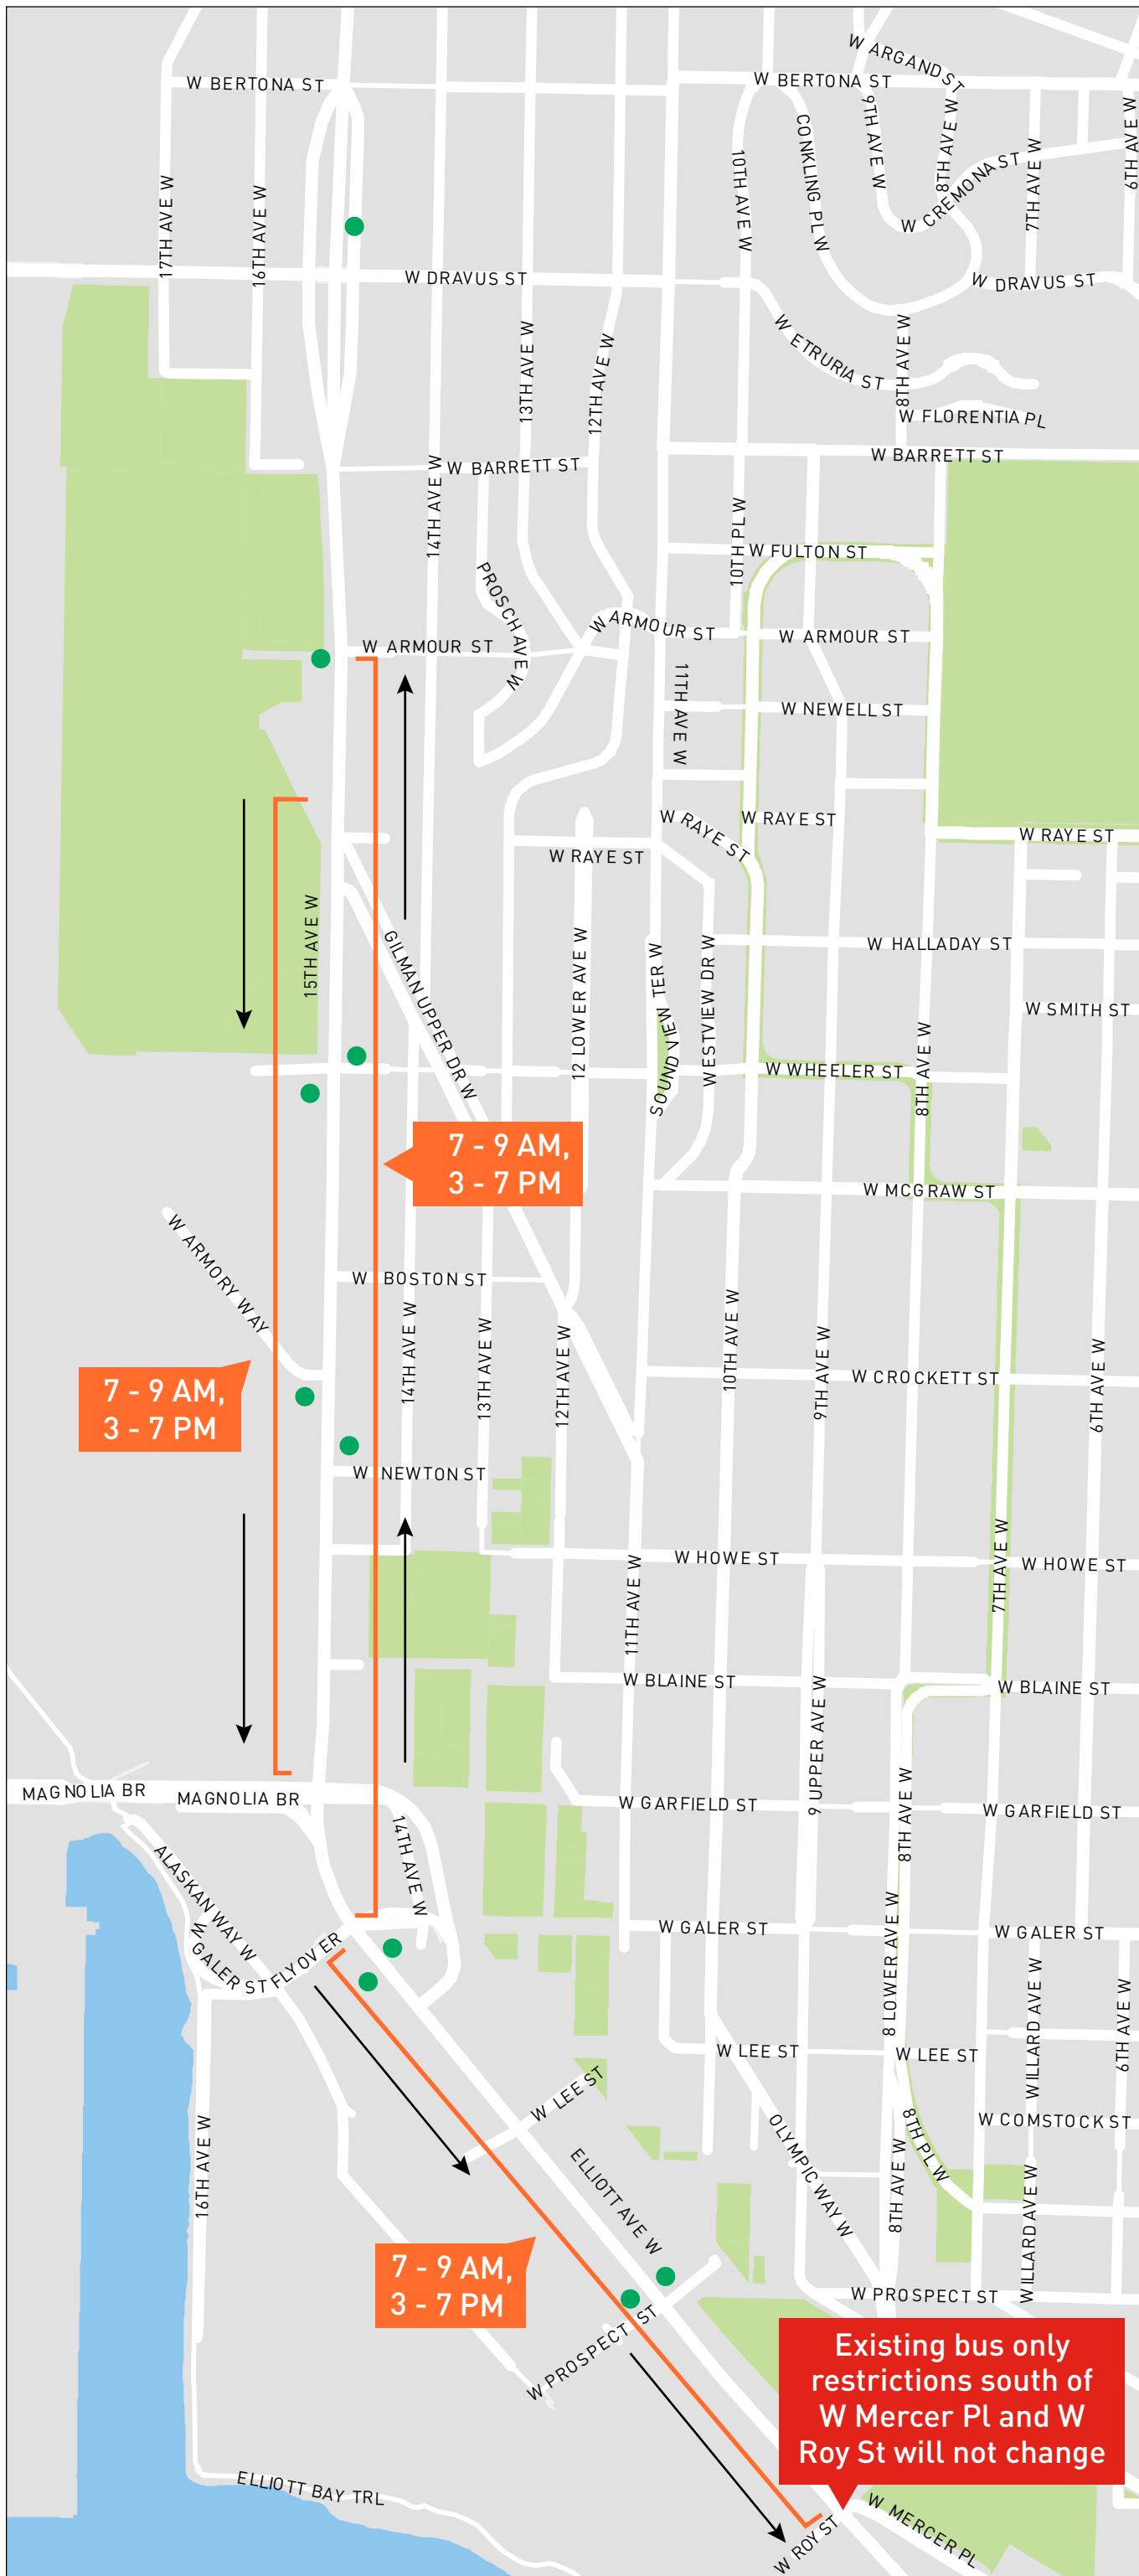 W ARGAND ST
W BERTONA ST
W BERTONA ST
9TH AVE W
8TH AVE W
6TH AVE W
CONKLING PL W
10TH AVE W
7TH AVE W
W CREMONA ST
17TH AVE W
16TH AVE W
W DRAVUS ST
W DRAVUS ST
W ETRURIA ST
8TH AVE W
13TH AVE W
12TH AVE W
W FLORENTIA PL
W BARRETT ST
W BARRETT ST
14TH AVE W
10TH PL W
W FULTON ST
PROSCH AVE W
W ARMOUR ST
W ARMOUR ST
W ARMOUR ST
11TH AVE W
W NEWELL ST
W RAYE ST
W RAYE ST
W RAYE ST
W RAYE ST
15TH AVE W
GILMAN UPPER DR W
12 LOWER AVE W
SOUND VIEW TER W
WESTVIEW DR W
W HALLADAY ST
W SMITH ST
W WHEELER ST
8TH AVE W
7 - 9 AM,
3 - 7 PM
W MCGRAW ST
W ARMORY WAY
W BOSTON ST
14TH AVE W
13TH AVE W
12TH AVE W
10TH AVE W
9TH AVE W
6TH AVE W
W CROCKETT ST
7 - 9 AM,
3 - 7 PM
W NEWTON ST
W HOWE ST
W HOWE ST
7TH AVE W
11TH AVE W
W BLAINE ST
W BLAINE ST
9 UPPER AVE W
MAGNOLIA BR
MAGNOLIA BR
W GARFIELD ST
W GARFIELD ST
8TH AVE W
14TH AVE W
ALASKAN WAY W
W GALER ST FLYOVER
W GALER ST
W GALER ST
8 LOWER AVE W
WILLARD AVE W
6TH AVE W
W LEE ST
W LEE ST
W LEE ST
W COMSTOCK ST
16TH AVE W
ELLIOTT AVE W
OLYMPIC WAY W
8TH AVE W
8TH PL W
WILLARD AVE W
7 - 9 AM,
3 - 7 PM
W PROSPECT ST
W PROSPECT ST
Existing bus only
restrictions south of
W Mercer Pl and W
Roy St will not change
ELLIOTT BAY TRL
W ROY ST
W MERCER PL